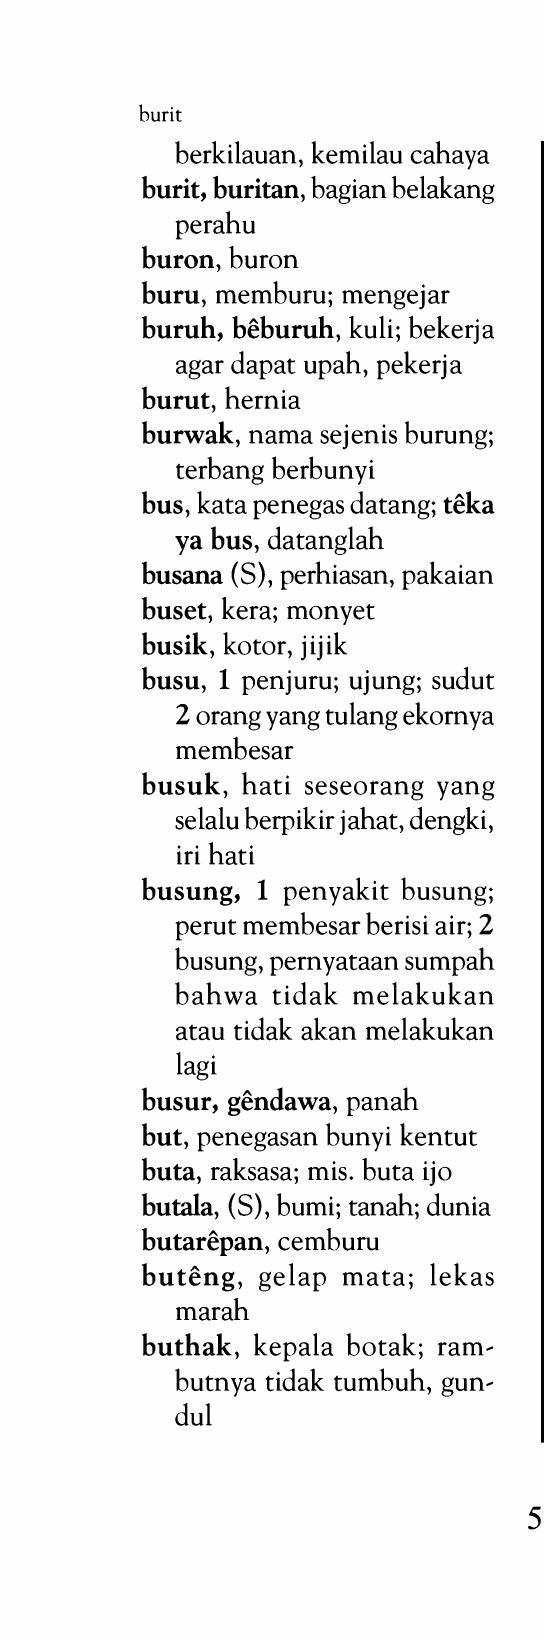 burit
berkilauan, kemilau cahaya
burit, buritan, bagian belakang
perahu
buron, buron
buru, memburu; mengejar
buruh, bêburuh, kuli; bekerja
agar dapat upah, pekerja
burut, hernia
burwak, nama sejenis burung;
terbang berbunyi
bus, kata penegas datang; têka
ya bus, datanglah
busana (S), perhiasan, pakaian
buset, kera; monyet
busik, kotor, jijik
busu, 1 penjuru; ujung; sudut
2 orang yang tulang ekornya
membesar
busuk, hati seseorang yang
selalu berpikir jahat, dengki,
iri hati
busung, 1 penyakit busung;
perut membesar berisi air; 2
busung, pernyataan sumpah
bahwa tidak melakukan
atau tidak akan melakukan
lagi
busur, gêndawa, panah
but, penegasan bunyi kentut
buta, raksasa; mis. buta ijo
butala, (S), bumi; tanah; dunia
butarêpan, cemburu
butêng, gelap mata; lekas
marah
buthak, kepala botak; ram-
butnya tidak tumbuh, gun-
dul
5